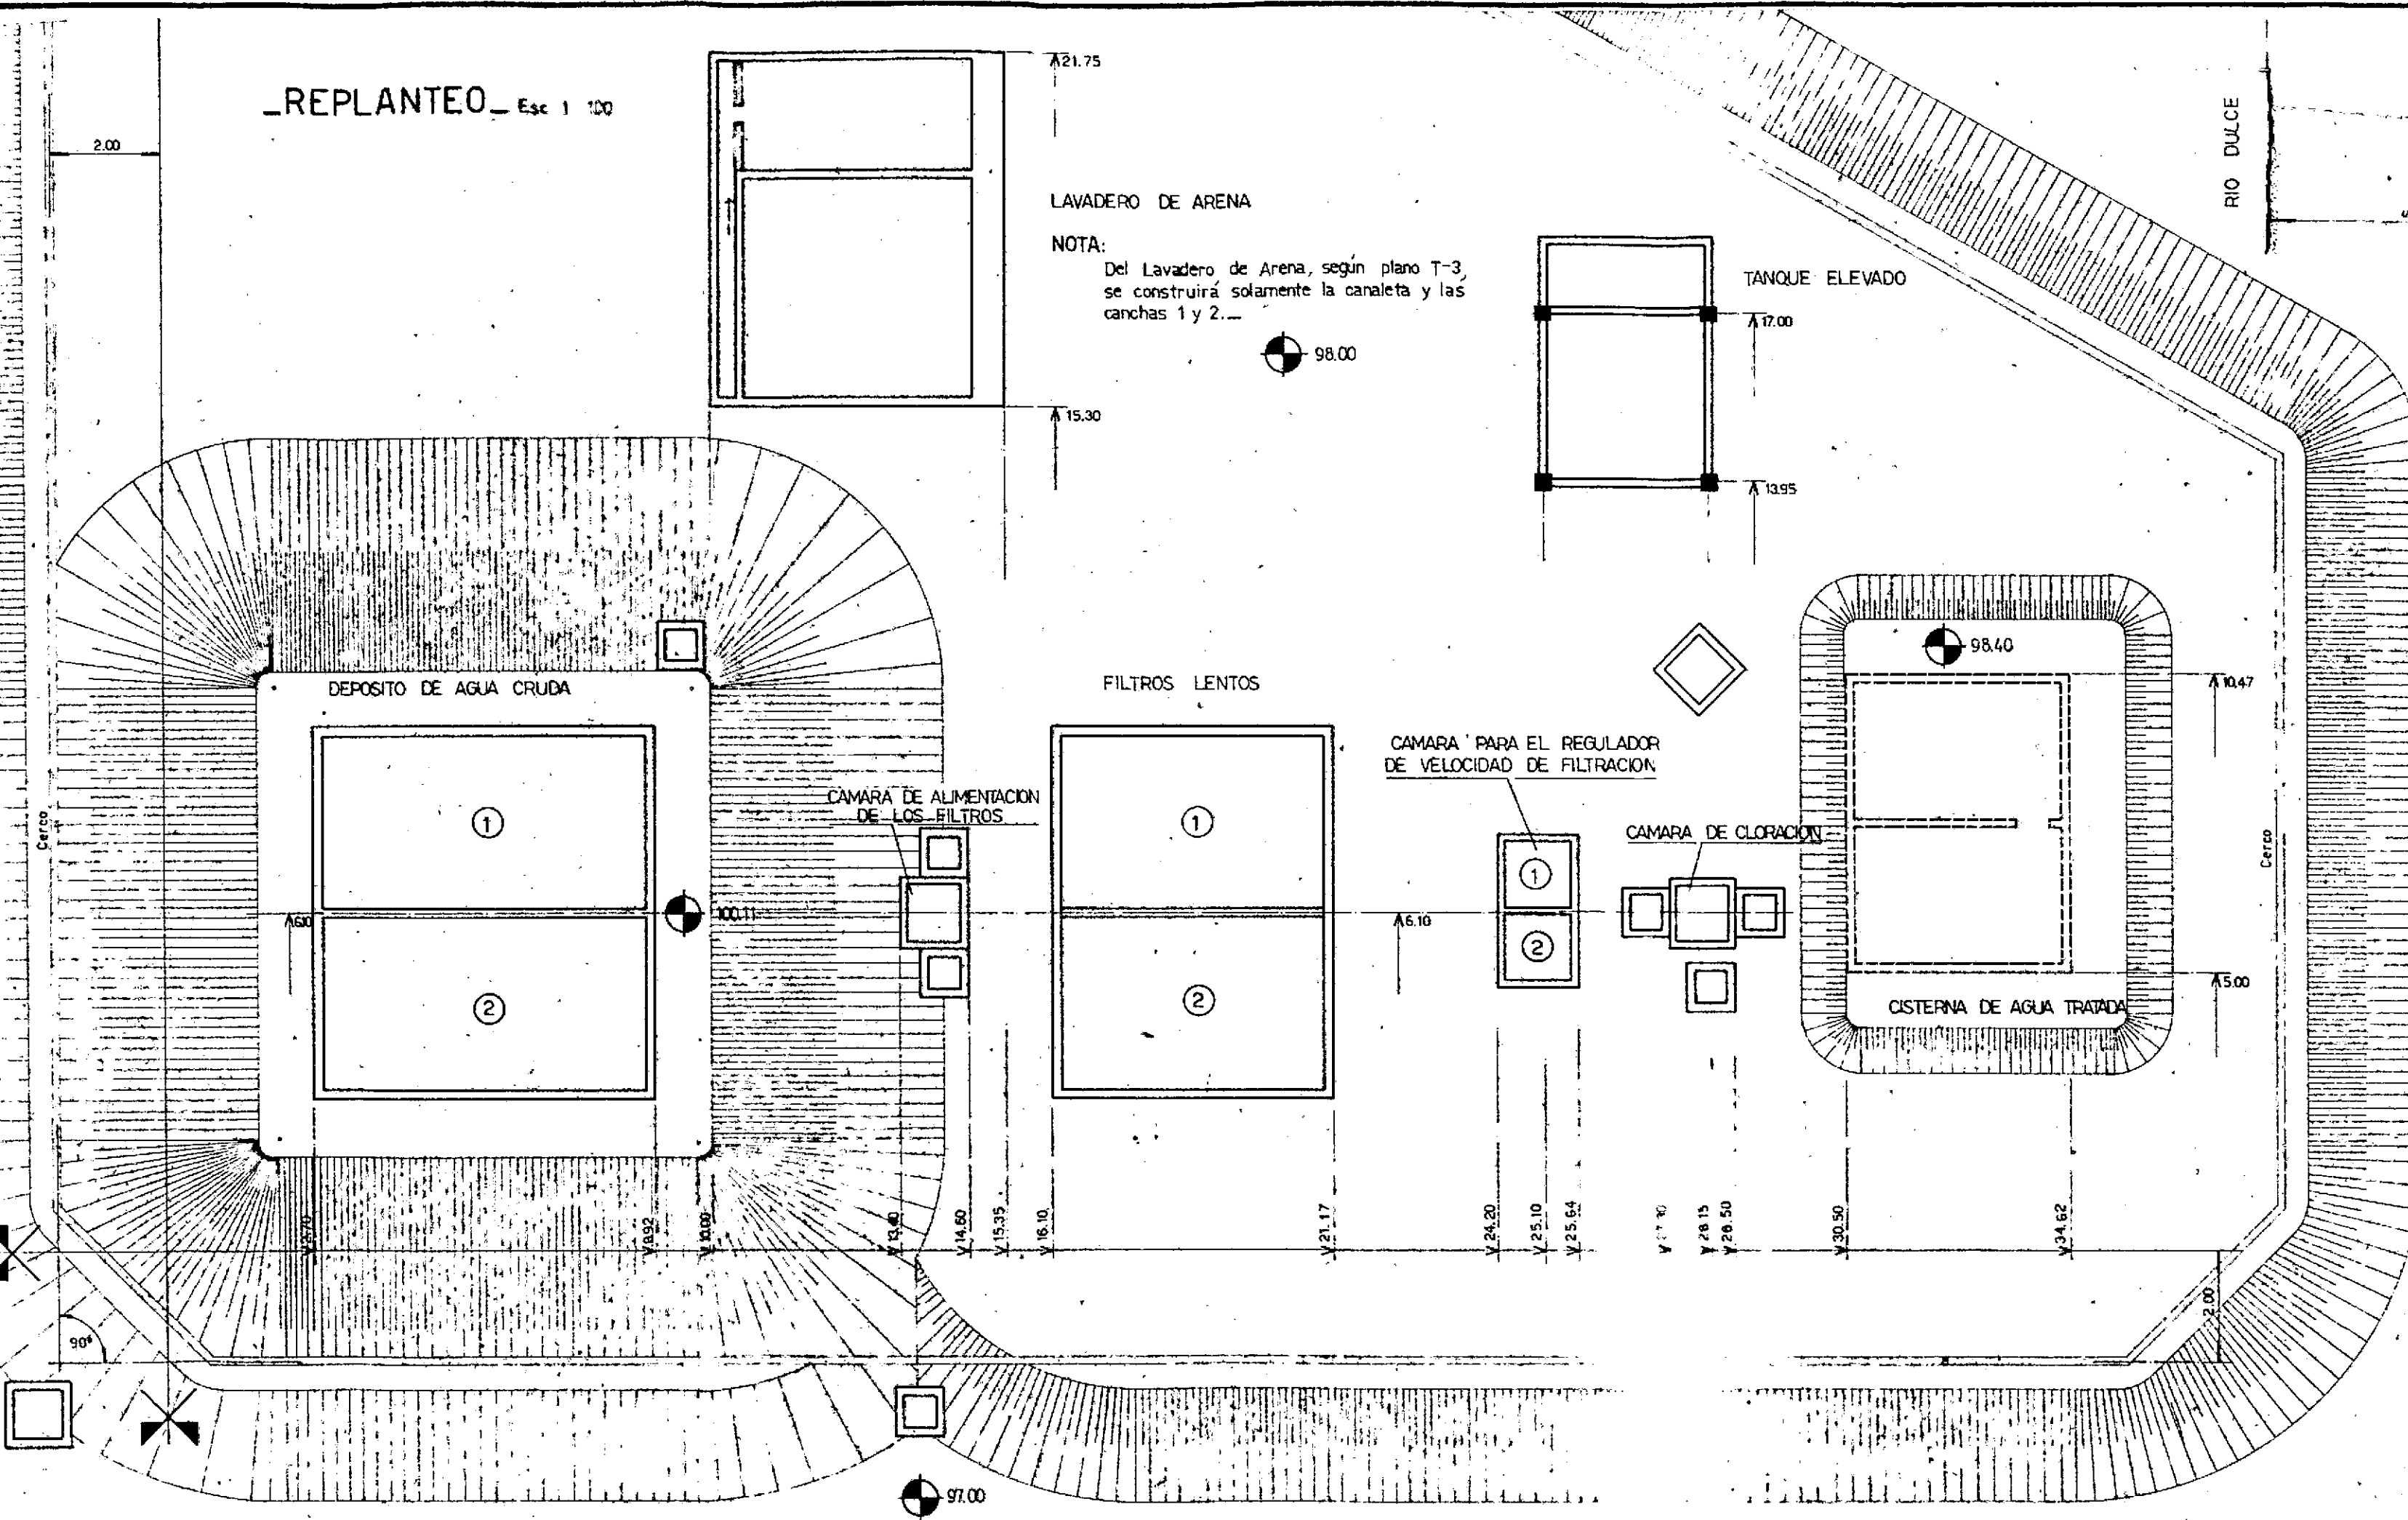 _REPLANTEO_ Esc 1 100
2.00
21.75
LAVADERO DE ARENA
NOTA:
Del Lavadero de Arena, según plano T-3,
se construirá solamente la canaleta y las
canchas 1 y 2._
98.00
15.30
TANQUE ELEVADO
17.00
13.95
RIO DULCE
DEPOSITO DE AGUA CRUDA
1
2
6.10
100.11
CAMARA DE ALIMENTACION
DE LOS FILTROS
FILTROS LENTOS
1
2
6.10
CAMARA PARA EL REGULADOR
DE VELOCIDAD DE FILTRACION
1
2
CAMARA DE CLORACION
98.40
10.47
5.00
CISTERNA DE AGUA TRATADA
Cerco
Cerco
2.70
8.92
10.00
13.40
14.60
15.35
16.10
21.17
24.20
25.10
25.64
28.15
28.50
30.50
34.62
2.00
90°
97.00